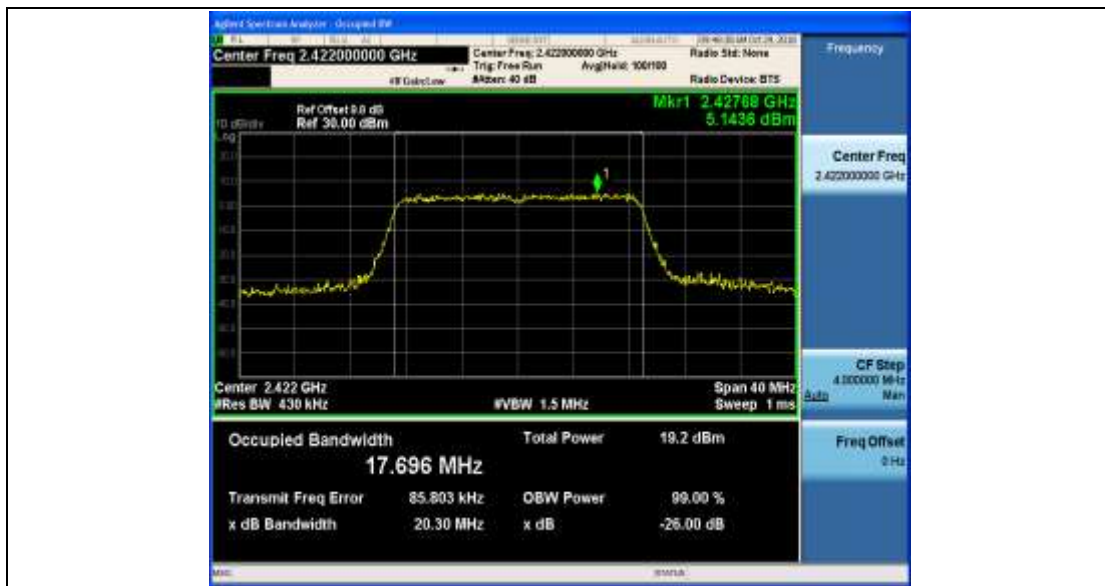 Agilent Spectrum Analyzer - Occupied BW
Center Freq 2.422000000 GHz
Center Freq: 2.422000000 GHz
Radio Std: None
Trig: Free Run Avg|Hold: 100/100
#IFGain:Low #Atten: 40 dB Radio Device: BTS
Frequency
Mkr1 2.42768 GHz
5.1436 dBm
Ref Offset 9.8 dB
10 dB/div Ref 30.00 dBm
Log
1
Center Freq
2.422000000 GHz
Center 2.422 GHz Span 40 MHz
#Res BW 430 kHz #VBW 1.5 MHz Sweep 1 ms
CF Step
4.000000 MHz
Auto Man
Occupied Bandwidth Total Power 19.2 dBm
17.696 MHz
Transmit Freq Error 85.803 kHz OBW Power 99.00 %
x dB Bandwidth 20.30 MHz x dB -26.00 dB
Freq Offset
0 Hz
MSG STATUS